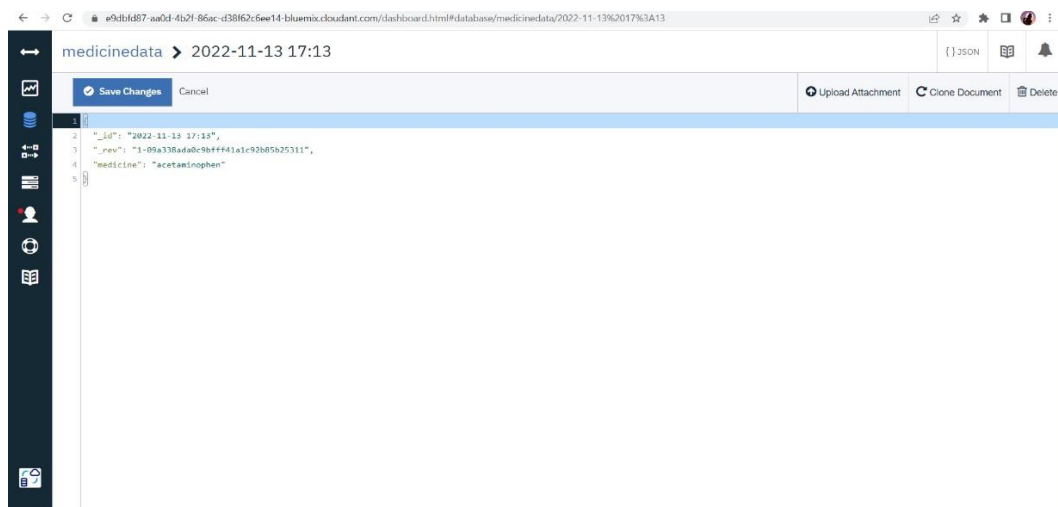 e9dbfd87-aa0d-4b2f-86ac-d38f62c6ee14-bluemix.cloudant.com/dashboard.html#database/medicinedata/2022-11-13%2017%3A13
medicinedata > 2022-11-13 17:13
{ } JSON
Save Changes Cancel Upload Attachment Clone Document Delete
1 {
2 "_id": "2022-11-13 17:13",
3 "_rev": "1-09a338ada0c9bfff41a1c92b85b25311",
4 "medicine": "acetaminophen"
5 }